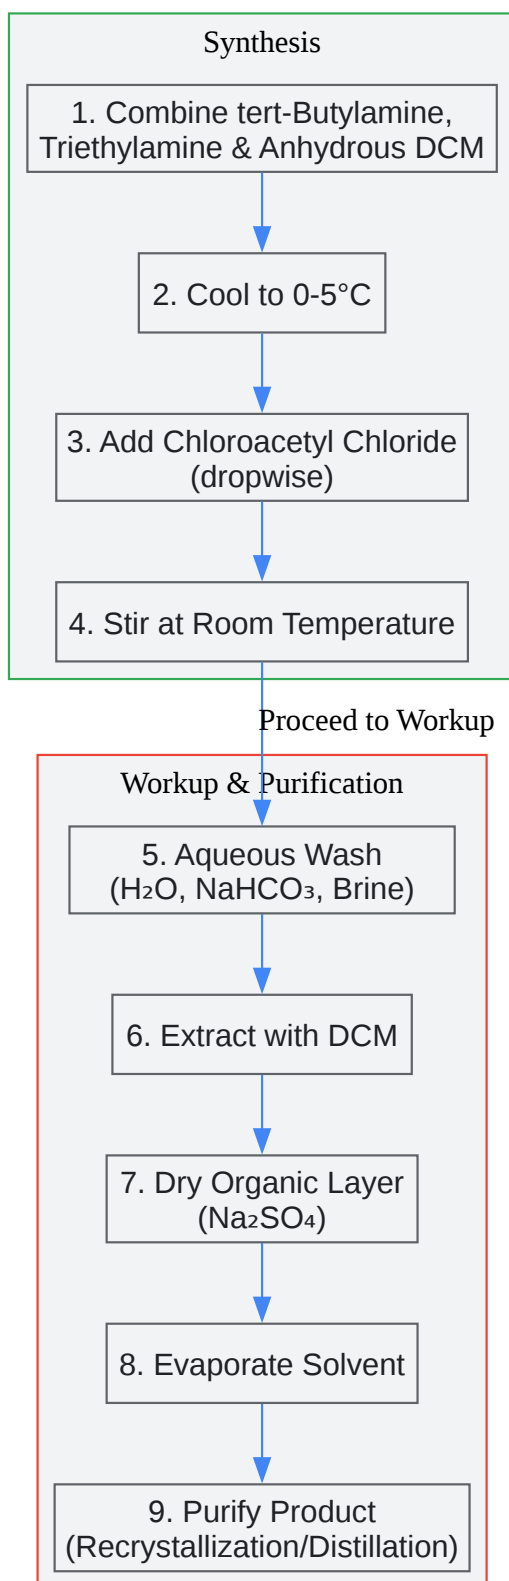 Synthesis
1. Combine tert-Butylamine,
Triethylamine & Anhydrous DCM
2. Cool to 0-5°C
3. Add Chloroacetyl Chloride
(dropwise)
4. Stir at Room Temperature
Proceed to Workup
Workup & Purification
5. Aqueous Wash
(H₂O, NaHCO₃, Brine)
6. Extract with DCM
7. Dry Organic Layer
(Na₂SO₄)
8. Evaporate Solvent
9. Purify Product
(Recrystallization/Distillation)